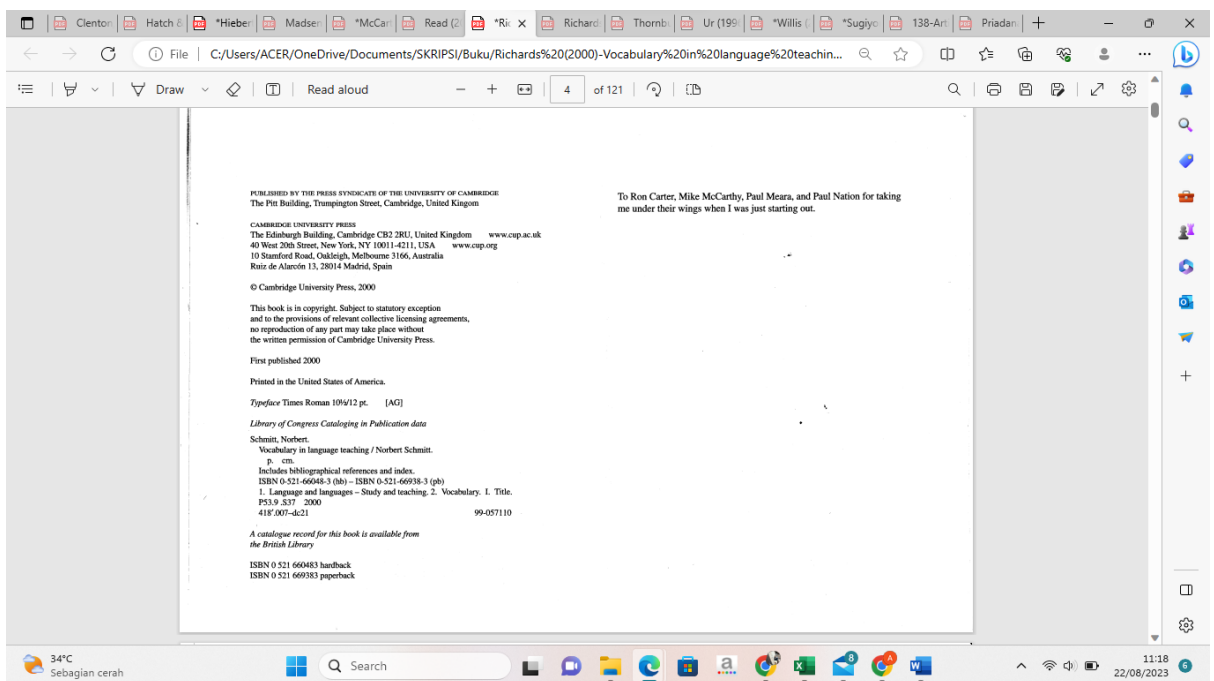 Clenton
Hatch &
*Hieber
Madsen
*McCar
Read (2
*Ric
Richard
Thornb
Ur (199
*Willis (
*Sugiyo
138-Art
Priadan
File
C:/Users/ACER/OneDrive/Documents/SKRIPSI/Buku/Richards%20(2000)-Vocabulary%20in%20language%20teachin...
Draw
Read aloud
4
of 121
PUBLISHED BY THE PRESS SYNDICATE OF THE UNIVERSITY OF CAMBRIDGE
The Pitt Building, Trumpington Street, Cambridge, United Kingom
CAMBRIDGE UNIVERSITY PRESS
The Edinburgh Building, Cambridge CB2 2RU, United Kingdom www.cup.ac.uk
40 West 20th Street, New York, NY 10011-4211, USA www.cup.org
10 Stamford Road, Oakleigh, Melbourne 3166, Australia
Ruiz de Alarcón 13, 28014 Madrid, Spain
© Cambridge University Press, 2000
This book is in copyright. Subject to statutory exception
and to the provisions of relevant collective licensing agreements,
no reproduction of any part may take place without
the written permission of Cambridge University Press.
First published 2000
Printed in the United States of America.
Typeface Times Roman 10½/12 pt. [AG]
Library of Congress Cataloging in Publication data
Schmitt, Norbert.
Vocabulary in language teaching / Norbert Schmitt.
p. cm.
Includes bibliographical references and index.
ISBN 0-521-66048-3 (hb) – ISBN 0-521-66938-3 (pb)
1. Language and languages – Study and teaching. 2. Vocabulary. I. Title.
P53.9 .S37 2000
418'.007–dc21 99-057110
A catalogue record for this book is available from
the British Library
ISBN 0 521 660483 hardback
ISBN 0 521 669383 paperback
To Ron Carter, Mike McCarthy, Paul Meara, and Paul Nation for taking
me under their wings when I was just starting out.
34°C
Sebagian cerah
Search
a
8
11:18
22/08/2023
6